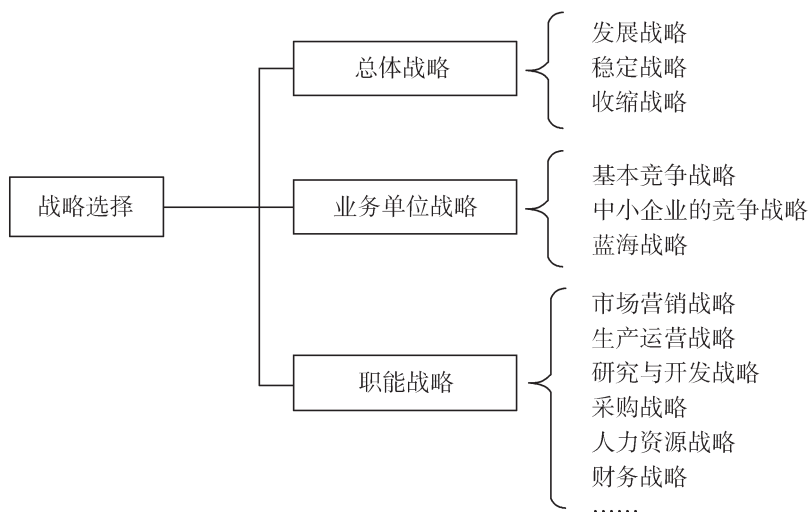 战略选择
总体战略
发展战略
稳定战略
收缩战略
业务单位战略
基本竞争战略
中小企业的竞争战略
蓝海战略
职能战略
市场营销战略
生产运营战略
研究与开发战略
采购战略
人力资源战略
财务战略
……